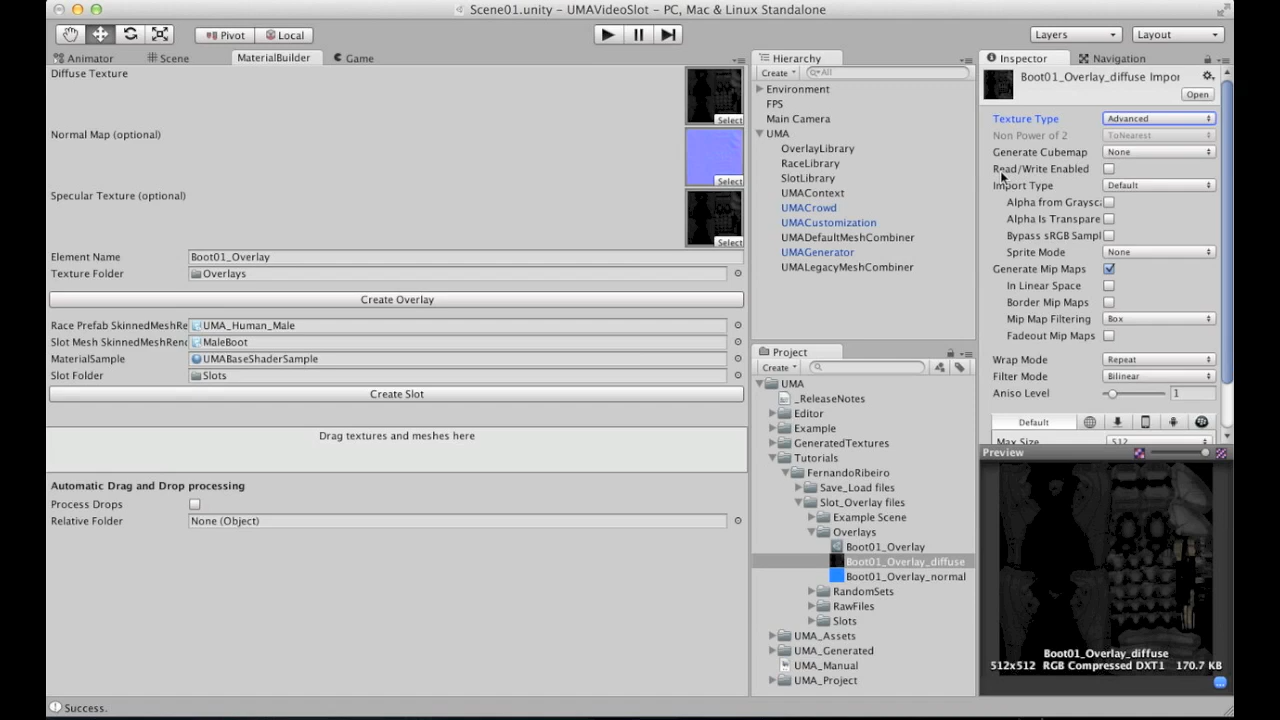 Scene01.unity - UMAVideoSlot - PC, Mac & Linux Standalone
Pivot
Local
Layers
Layout
Animator
Scene
MaterialBuilder
Game
Diffuse Texture
Select
Normal Map (optional)
Select
Specular Texture (optional)
Select
Element Name
Boot01_Overlay
Texture Folder
Overlays
Create Overlay
Race Prefab SkinnedMeshRe
UMA_Human_Male
Slot Mesh SkinnedMeshRend
MaleBoot
MaterialSample
UMABaseShaderSample
Slot Folder
Slots
Create Slot
Drag textures and meshes here
Automatic Drag and Drop processing
Process Drops
Relative Folder
None (Object)
Success.
Hierarchy
Create
All
Environment
FPS
Main Camera
UMA
OverlayLibrary
RaceLibrary
SlotLibrary
UMAContext
UMACrowd
UMACustomization
UMADefaultMeshCombiner
UMAGenerator
UMALegacyMeshCombiner
Project
Create
UMA
_ReleaseNotes
Editor
Example
GeneratedTextures
Tutorials
FernandoRibeiro
Save_Load files
Slot_Overlay files
Example Scene
Overlays
Boot01_Overlay
Boot01_Overlay_diffuse
Boot01_Overlay_normal
RandomSets
RawFiles
Slots
UMA_Assets
UMA_Generated
UMA_Manual
UMA_Project
Inspector
Navigation
Boot01_Overlay_diffuse Impor
Open
Texture Type
Advanced
Non Power of 2
ToNearest
Generate Cubemap
None
Read/Write Enabled
Import Type
Default
Alpha from Graysca
Alpha Is Transpare
Bypass sRGB Sampl
Sprite Mode
None
Generate Mip Maps
In Linear Space
Border Mip Maps
Mip Map Filtering
Box
Fadeout Mip Maps
Wrap Mode
Repeat
Filter Mode
Bilinear
Aniso Level
1
Default
Max Size
512
Preview
Boot01_Overlay_diffuse
512x512 RGB Compressed DXT1 170.7 KB